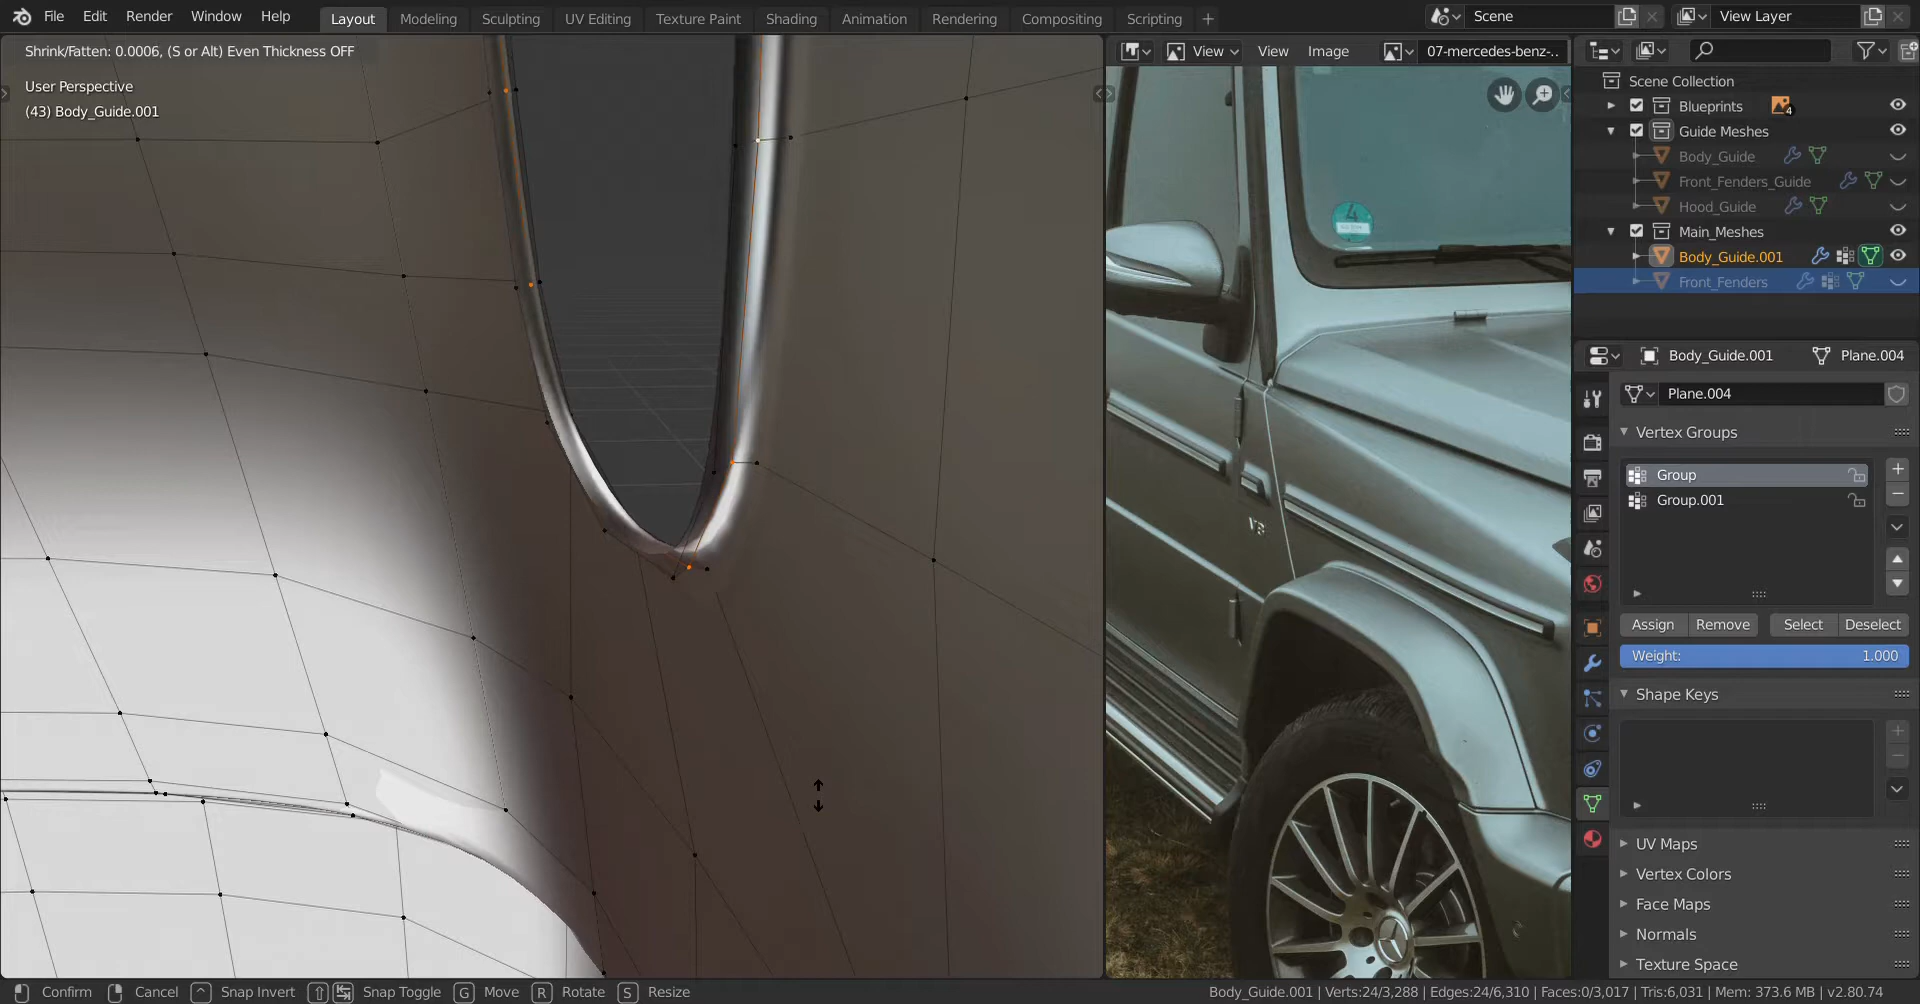 File Edit Render Window Help Layout Modeling Sculpting UV Editing Texture Paint Shading Animation Rendering Compositing Scripting + Scene View Layer
Shrink/Fatten: 0.0006, (S or Alt) Even Thickness OFF
View View Image 07-mercedes-benz-..
User Perspective
(43) Body_Guide.001
Scene Collection
Blueprints 4
Guide Meshes
Body_Guide
Front_Fenders_Guide
Hood_Guide
Main_Meshes
Body_Guide.001
Front_Fenders
Body_Guide.001 Plane.004
Plane.004
Vertex Groups
Group
Group.001
Assign Remove Select Deselect
Weight: 1.000
Shape Keys
UV Maps
Vertex Colors
Face Maps
Normals
Texture Space
4
V8
Confirm Cancel Snap Invert Snap Toggle G Move R Rotate S Resize
Body_Guide.001 | Verts:24/3,288 | Edges:24/6,310 | Faces:0/3,017 | Tris:6,031 | Mem: 373.6 MB | v2.80.74